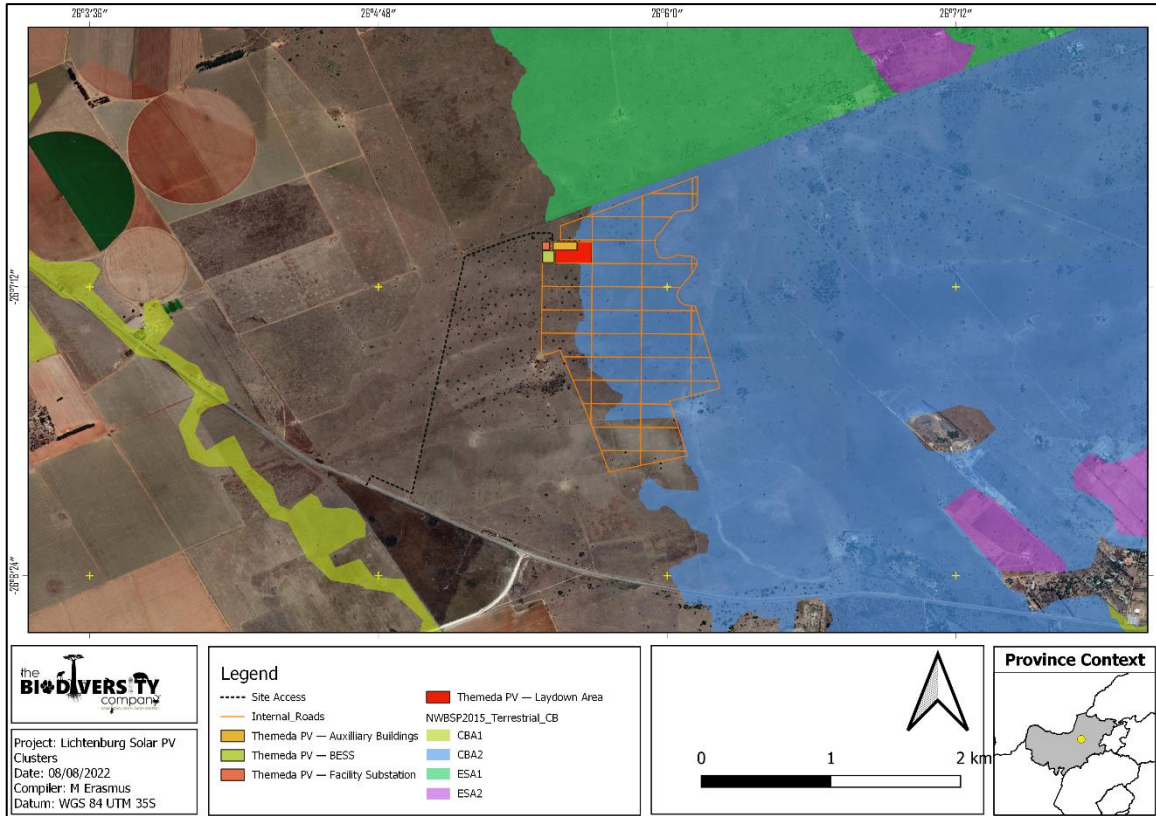 26°3'36" 26°4'48" 26°6'0" 26°7'12"
-26°7'12"
-26°8'24"
the
BIODIVERSITY
company
Project: Lichtenburg Solar PV
Clusters
Date: 08/08/2022
Compiler: M Erasmus
Datum: WGS 84 UTM 35S
Legend
Site Access
Internal_Roads
Themeda PV — Auxilliary Buildings
Themeda PV — BESS
Themeda PV — Facility Substation
Themeda PV — Laydown Area
NWBSP2015_Terrestrial_CB
CBA1
CBA2
ESA1
ESA2
0 1 2 km
Province Context